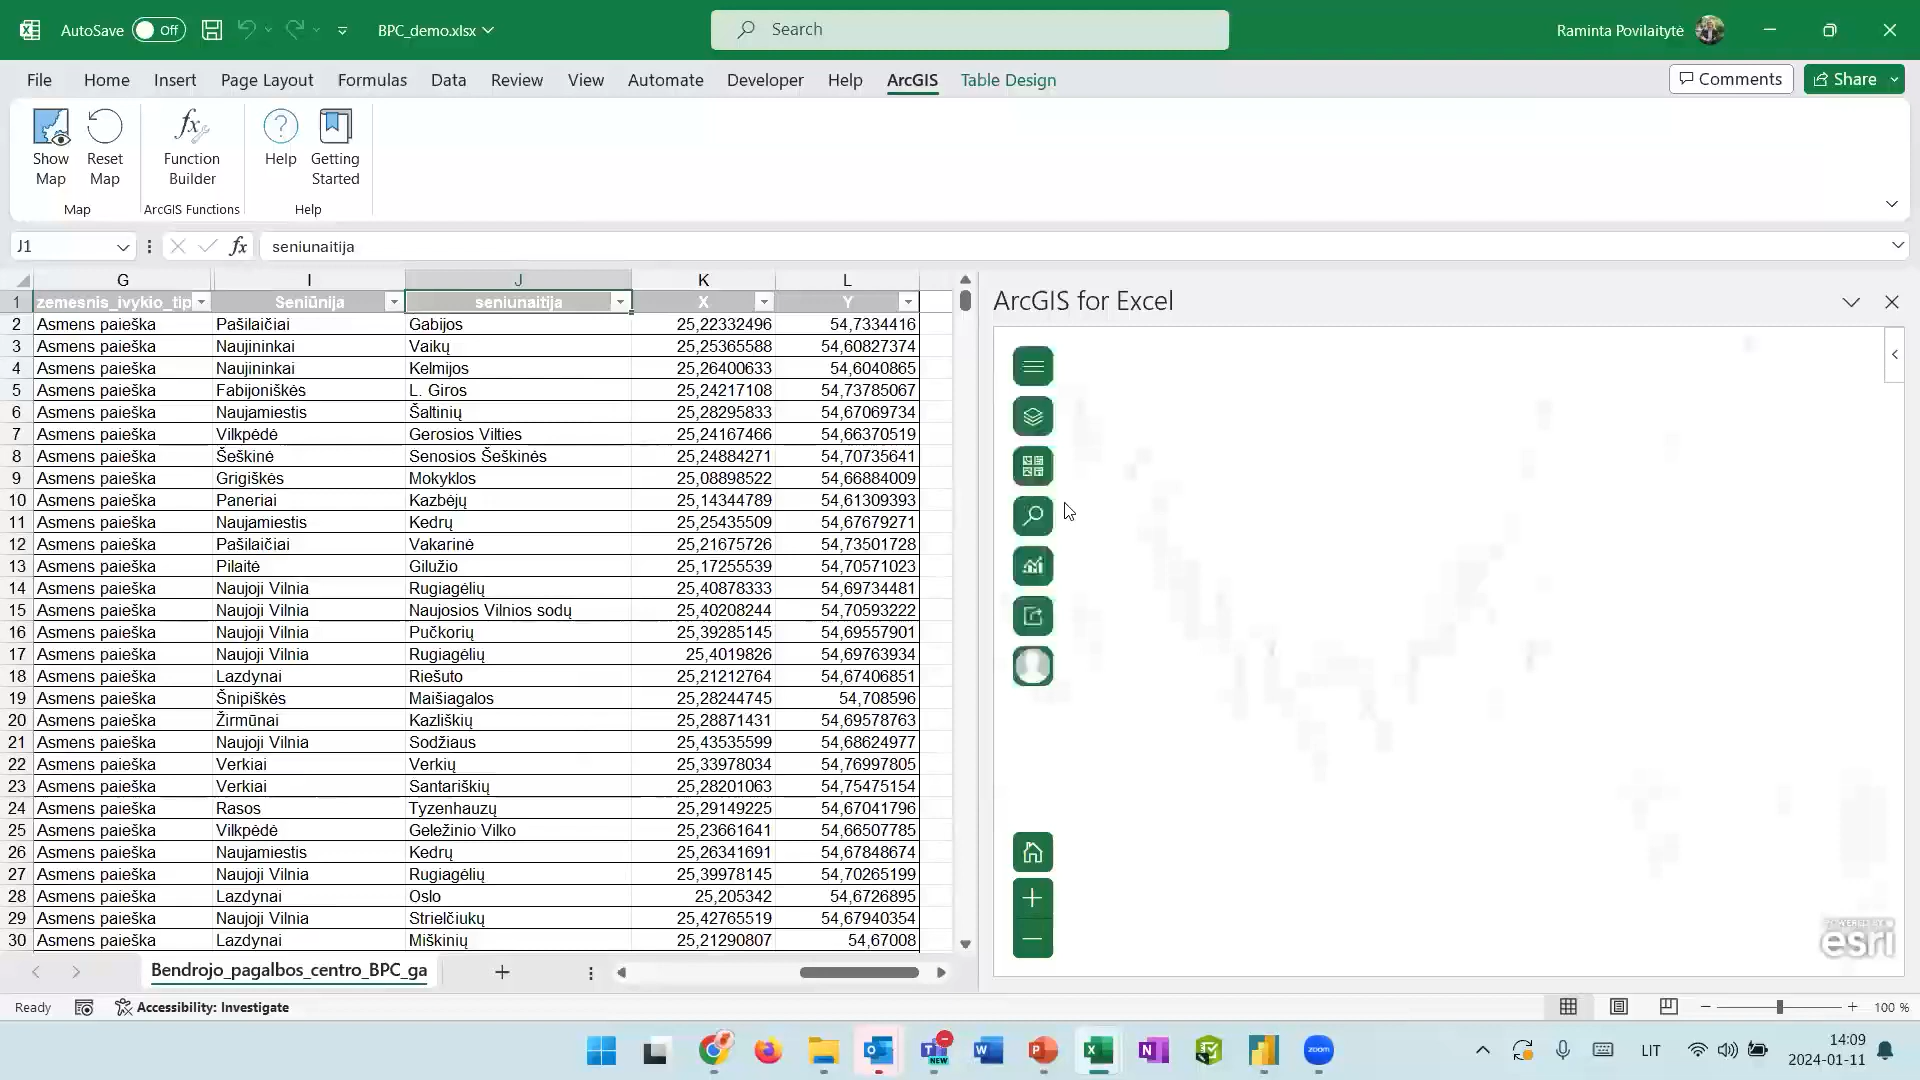 AutoSave Off BPC_demo.xlsx Search Raminta Povilaitytė
File Home Insert Page Layout Formulas Data Review View Automate Developer Help ArcGIS Table Design Comments Share
Show Map
Reset Map
Function Builder
Help
Getting Started
Map ArcGIS Functions Help
J1 fx seniunaitija
G I J K L
1 zemesnis_ivykio_tip Seniūnija seniunaitija X Y
2 Asmens paieška Pašilaičiai Gabijos 25,22332496 54,7334416
3 Asmens paieška Naujininkai Vaikų 25,25365588 54,60827374
4 Asmens paieška Naujininkai Kelmijos 25,26400633 54,6040865
5 Asmens paieška Fabijoniškės L. Giros 25,24217108 54,73785067
6 Asmens paieška Naujamiestis Šaltinių 25,28295833 54,67069734
7 Asmens paieška Vilkpėdė Gerosios Vilties 25,24167466 54,66370519
8 Asmens paieška Šeškinė Senosios Šeškinės 25,24884271 54,70735641
9 Asmens paieška Grigiškės Mokyklos 25,08898522 54,66884009
10 Asmens paieška Paneriai Kazbėjų 25,14344789 54,61309393
11 Asmens paieška Naujamiestis Kedrų 25,25435509 54,67679271
12 Asmens paieška Pašilaičiai Vakarinė 25,21675726 54,73501728
13 Asmens paieška Pilaitė Gilužio 25,17255539 54,70571023
14 Asmens paieška Naujoji Vilnia Rugiagėlių 25,40878333 54,69734481
15 Asmens paieška Naujoji Vilnia Naujosios Vilnios sodų 25,40208244 54,70593222
16 Asmens paieška Naujoji Vilnia Pučkorių 25,39285145 54,69557901
17 Asmens paieška Naujoji Vilnia Rugiagėlių 25,4019826 54,69763934
18 Asmens paieška Lazdynai Riešuto 25,21212764 54,67406851
19 Asmens paieška Šnipiškės Maišiagalos 25,28244745 54,708596
20 Asmens paieška Žirmūnai Kazliškių 25,28871431 54,69578763
21 Asmens paieška Naujoji Vilnia Sodžiaus 25,43535599 54,68624977
22 Asmens paieška Verkiai Verkių 25,33978034 54,76997805
23 Asmens paieška Verkiai Santariškių 25,28201063 54,75475154
24 Asmens paieška Rasos Tyzenhauzų 25,29149225 54,67041796
25 Asmens paieška Vilkpėdė Geležinio Vilko 25,23661641 54,66507785
26 Asmens paieška Naujamiestis Kedrų 25,26341691 54,67848674
27 Asmens paieška Naujoji Vilnia Rugiagėlių 25,39978145 54,70265199
28 Asmens paieška Lazdynai Oslo 25,205342 54,6726895
29 Asmens paieška Naujoji Vilnia Strielčiukų 25,42765519 54,67940354
30 Asmens paieška Lazdynai Miškinių 25,21290807 54,67008
ArcGIS for Excel
POWERED BY
esri
Bendrojo_pagalbos_centro_BPC_ga
Ready Accessibility: Investigate 100 %
NEW
zoom
LIT
14:09
2024-01-11